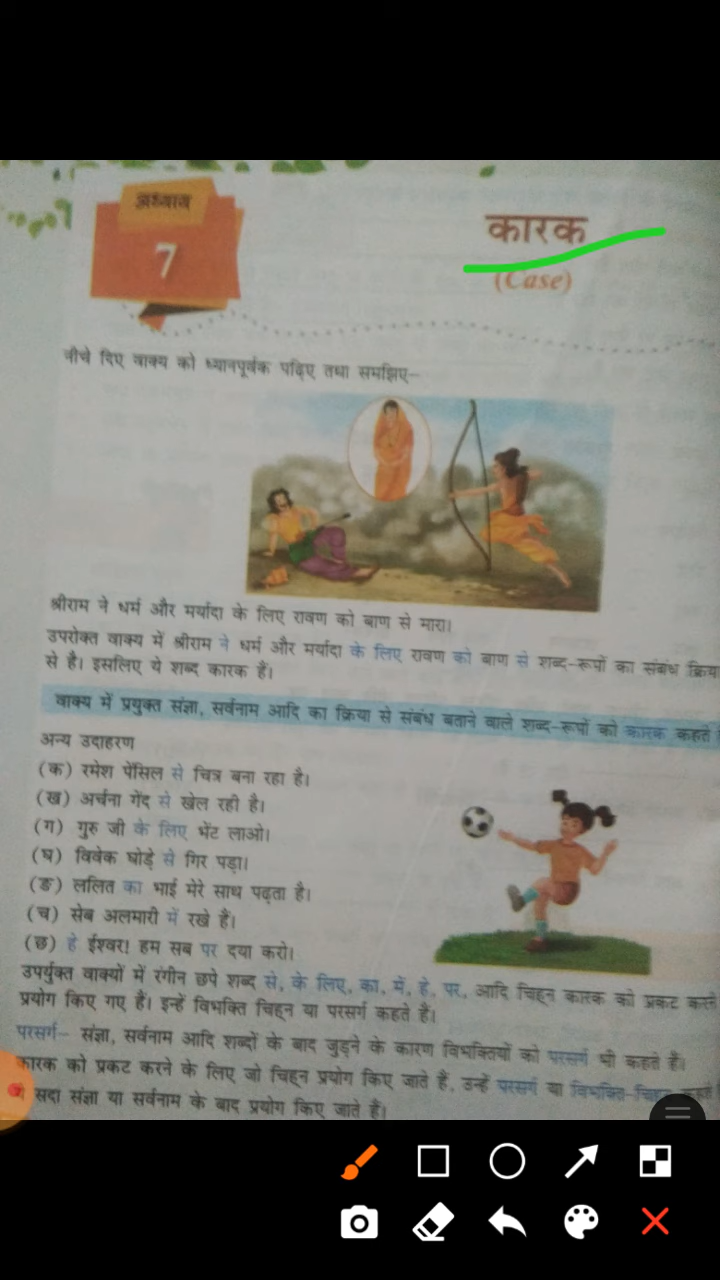 अध्याय
7
कारक
(Case)
नीचे दिए वाक्य को ध्यानपूर्वक पढ़िए तथा समझिए–
श्रीराम ने धर्म और मर्यादा के लिए रावण को बाण से मारा।
उपरोक्त वाक्य में श्रीराम ने धर्म और मर्यादा के लिए रावण को बाण से शब्द-रूपों का संबंध क्रिया
से है। इसलिए ये शब्द कारक हैं।
वाक्य में प्रयुक्त संज्ञा, सर्वनाम आदि का क्रिया से संबंध बताने वाले शब्द-रूपों को कारक कहते
अन्य उदाहरण
(क) रमेश पेंसिल से चित्र बना रहा है।
(ख) अर्चना गेंद से खेल रही है।
(ग) गुरु जी के लिए भेंट लाओ।
(घ) विवेक घोड़े से गिर पड़ा।
(ङ) ललित का भाई मेरे साथ पढ़ता है।
(च) सेब अलमारी में रखे हैं।
(छ) हे ईश्वर! हम सब पर दया करो।
उपर्युक्त वाक्यों में रंगीन छपे शब्द से, के लिए, का, में, हे, पर, आदि चिह्न कारक को प्रकट करने
प्रयोग किए गए हैं। इन्हें विभक्ति चिह्न या परसर्ग कहते हैं।
परसर्ग– संज्ञा, सर्वनाम आदि शब्दों के बाद जुड़ने के कारण विभक्तियों को परसर्ग भी कहते हैं।
कारक को प्रकट करने के लिए जो चिह्न प्रयोग किए जाते हैं, उन्हें परसर्ग या विभक्ति-चिह्न कहते
सदा संज्ञा या सर्वनाम के बाद प्रयोग किए जाते हैं।